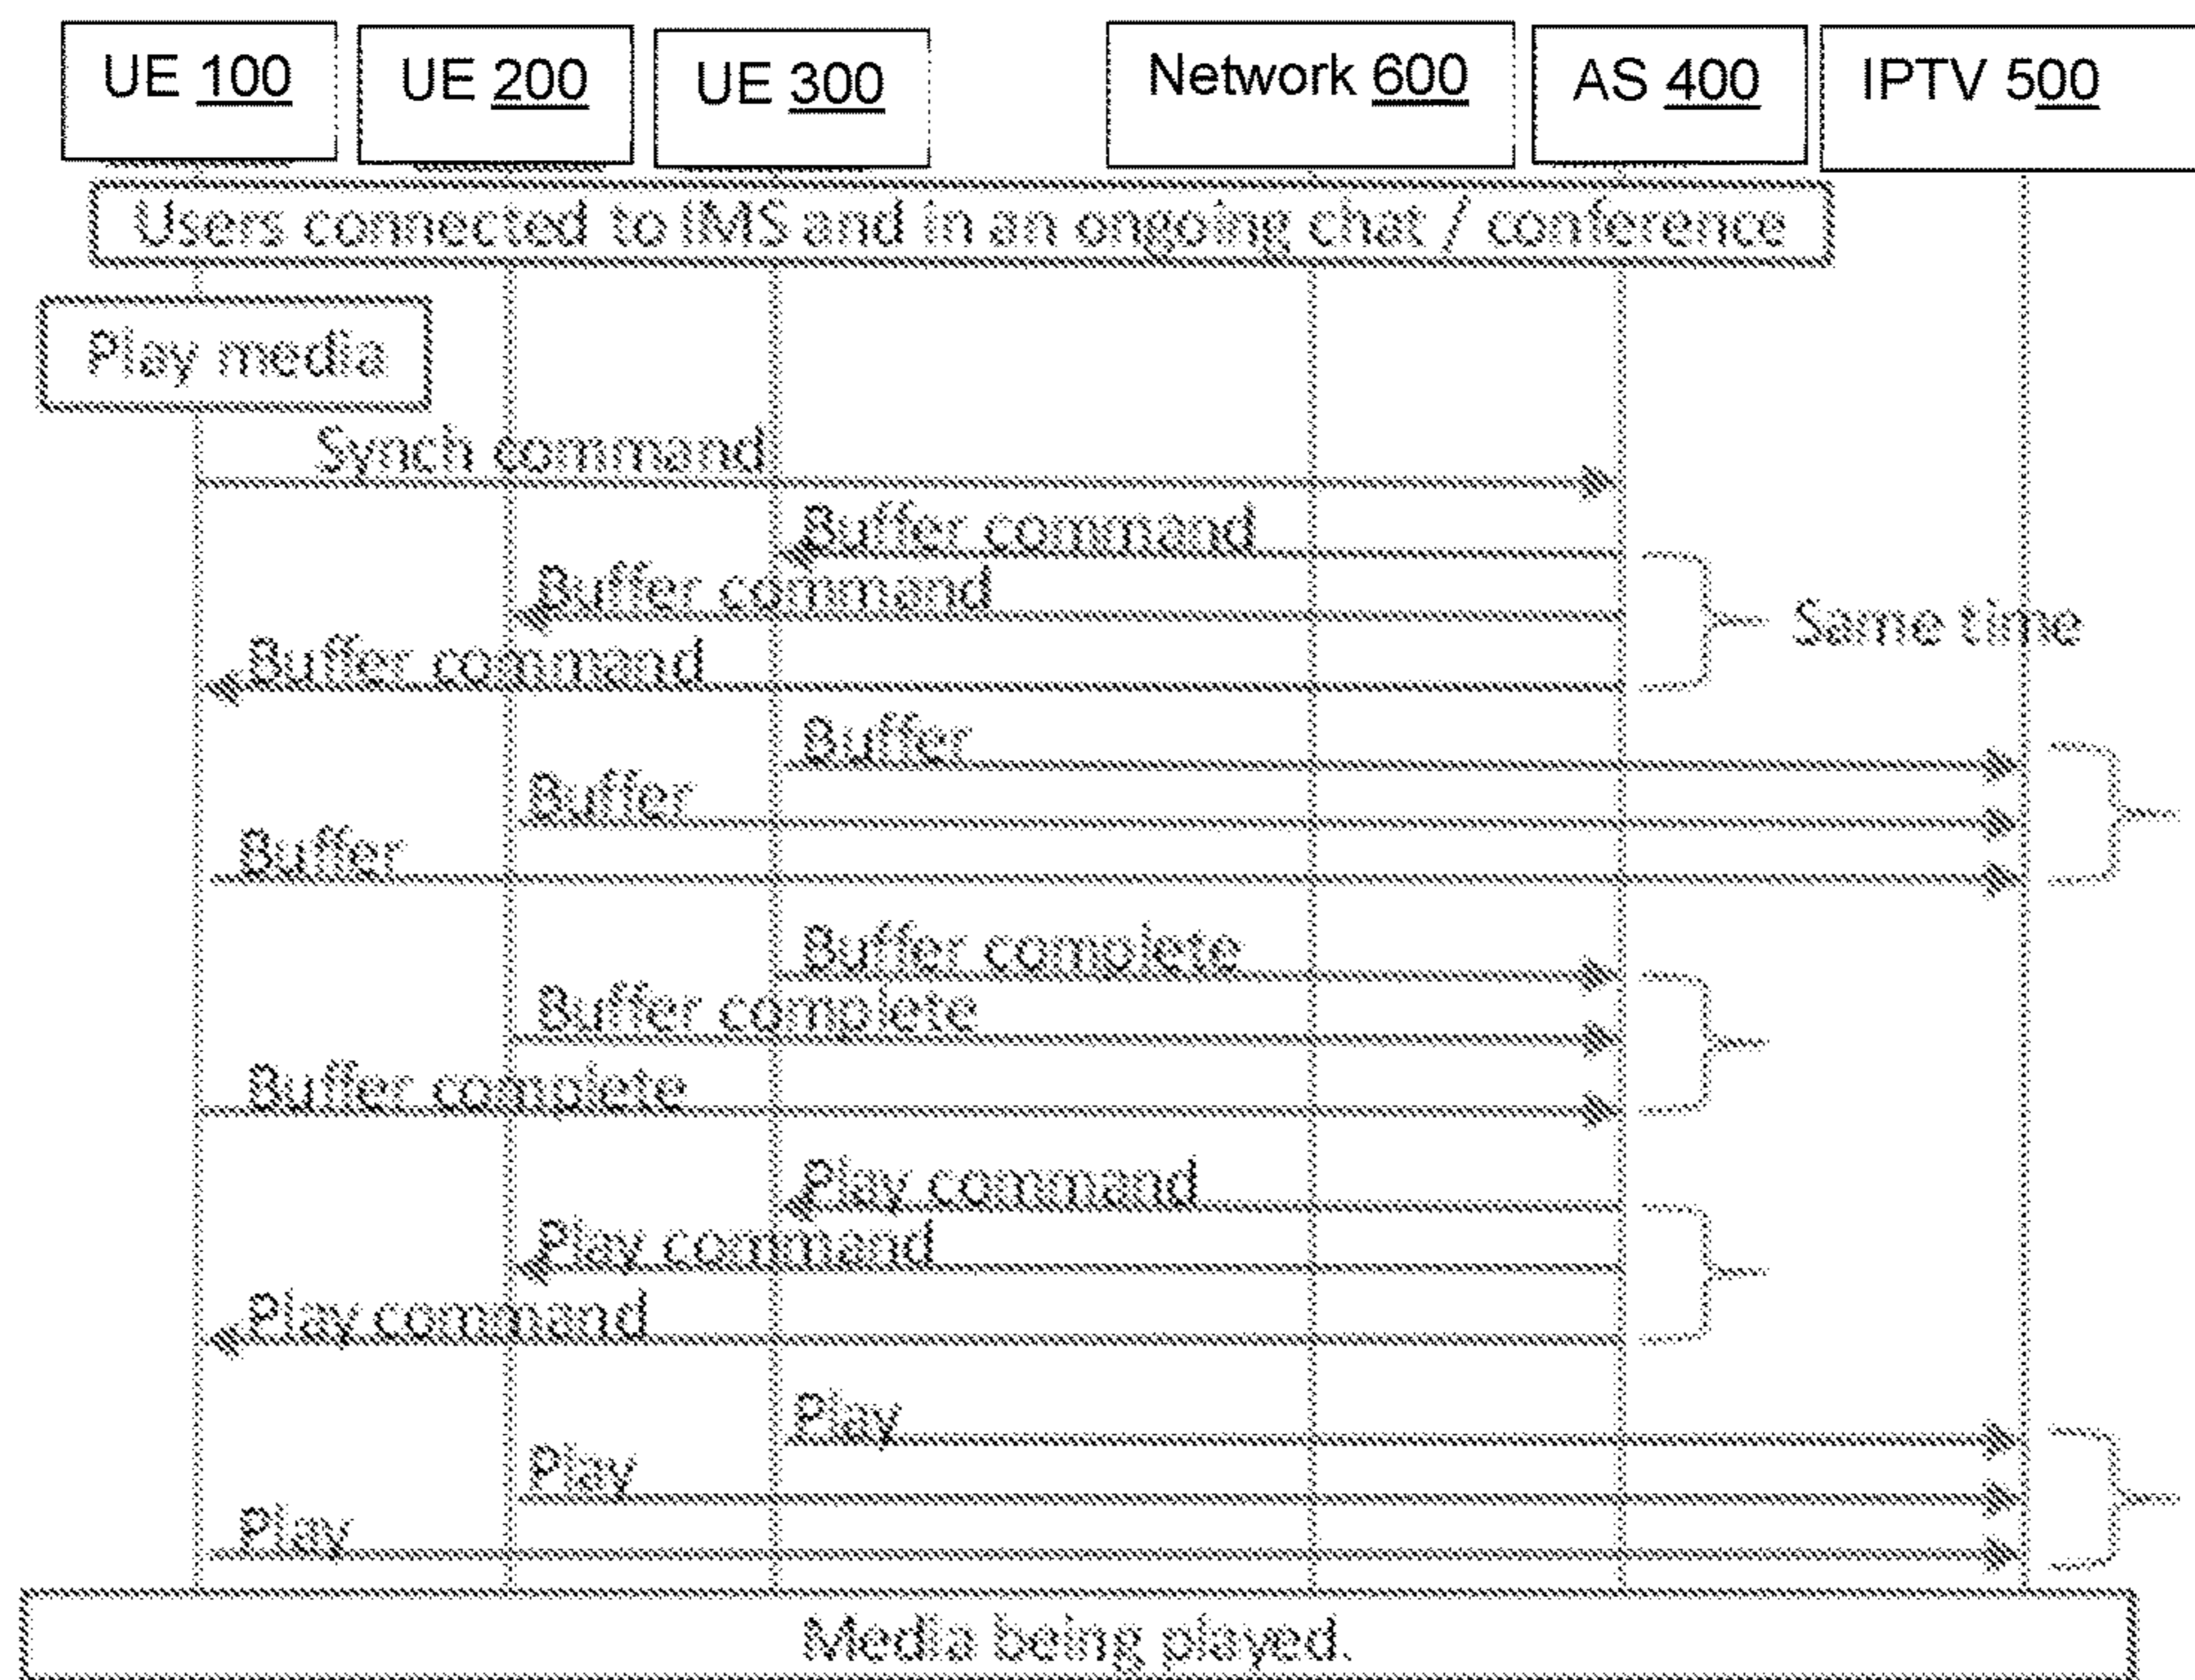 UE 100
UE 200
UE 300
Network 600
AS 400
IPTV 500
Users connected to IMS and in an ongoing chat / conference
Play media
Synch command
Buffer command
Buffer command
Same time
Buffer command
Buffer
Buffer
Buffer
Buffer complete
Buffer complete
Buffer complete
Play command
Play command
Play command
Play
Play
Play
Media being played.